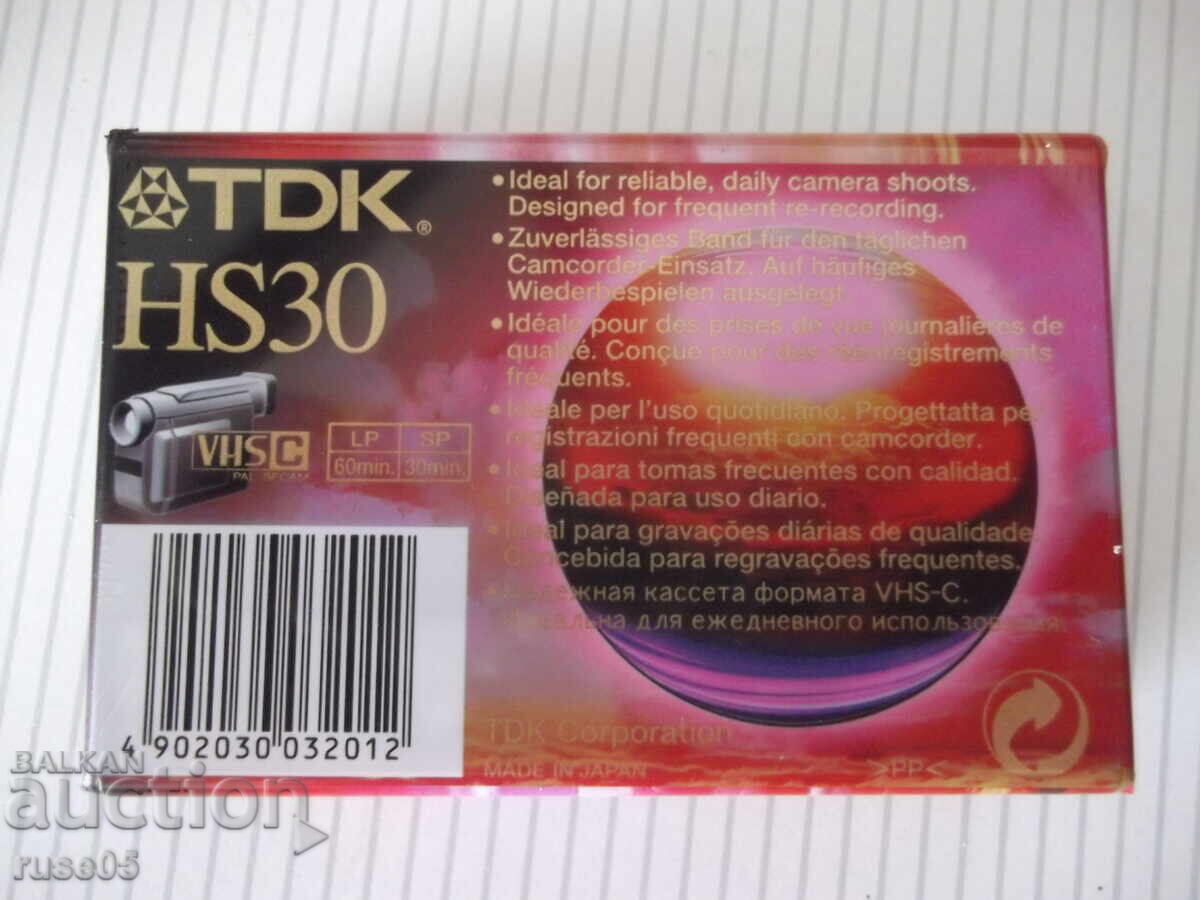 TDK®
HS30
VHSC
PAL SECAM
LP SP
60min. 30min.
4 902030 032012
• Ideal for reliable, daily camera shoots.
Designed for frequent re-recording.
• Zuverlässiges Band für den täglichen
Camcorder-Einsatz. Auf häufiges
Wiederbespielen ausgelegt.
• Idéale pour des prises de vue journalières de
qualité. Conçue pour des réenregistrements
fréquents.
• Ideale per l'uso quotidiano. Progettatta per
registrazioni frequenti con camcorder.
• Ideal para tomas frecuentes con calidad.
Diseñada para uso diario.
• Ideal para gravações diárias de qualidade.
Concebida para regravações frequentes.
• Надежная кассета формата VHS-C.
Идеальна для ежедневного использования.
TDK Corporation
MADE IN JAPAN
>PP<
BALKAN
auction
ruse05